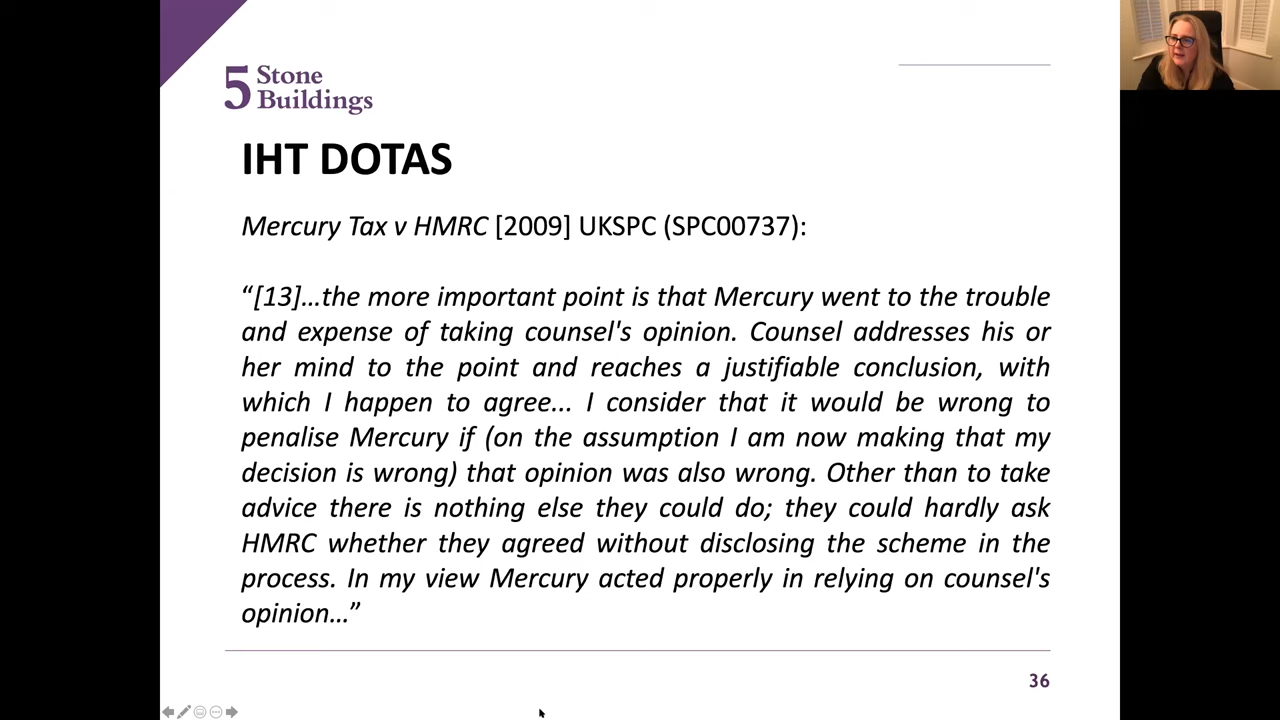 5 Stone
Buildings
IHT DOTAS
Mercury Tax v HMRC [2009] UKSPC (SPC00737):
“[13]…the more important point is that Mercury went to the trouble
and expense of taking counsel's opinion. Counsel addresses his or
her mind to the point and reaches a justifiable conclusion, with
which I happen to agree... I consider that it would be wrong to
penalise Mercury if (on the assumption I am now making that my
decision is wrong) that opinion was also wrong. Other than to take
advice there is nothing else they could do; they could hardly ask
HMRC whether they agreed without disclosing the scheme in the
process. In my view Mercury acted properly in relying on counsel's
opinion…”
36